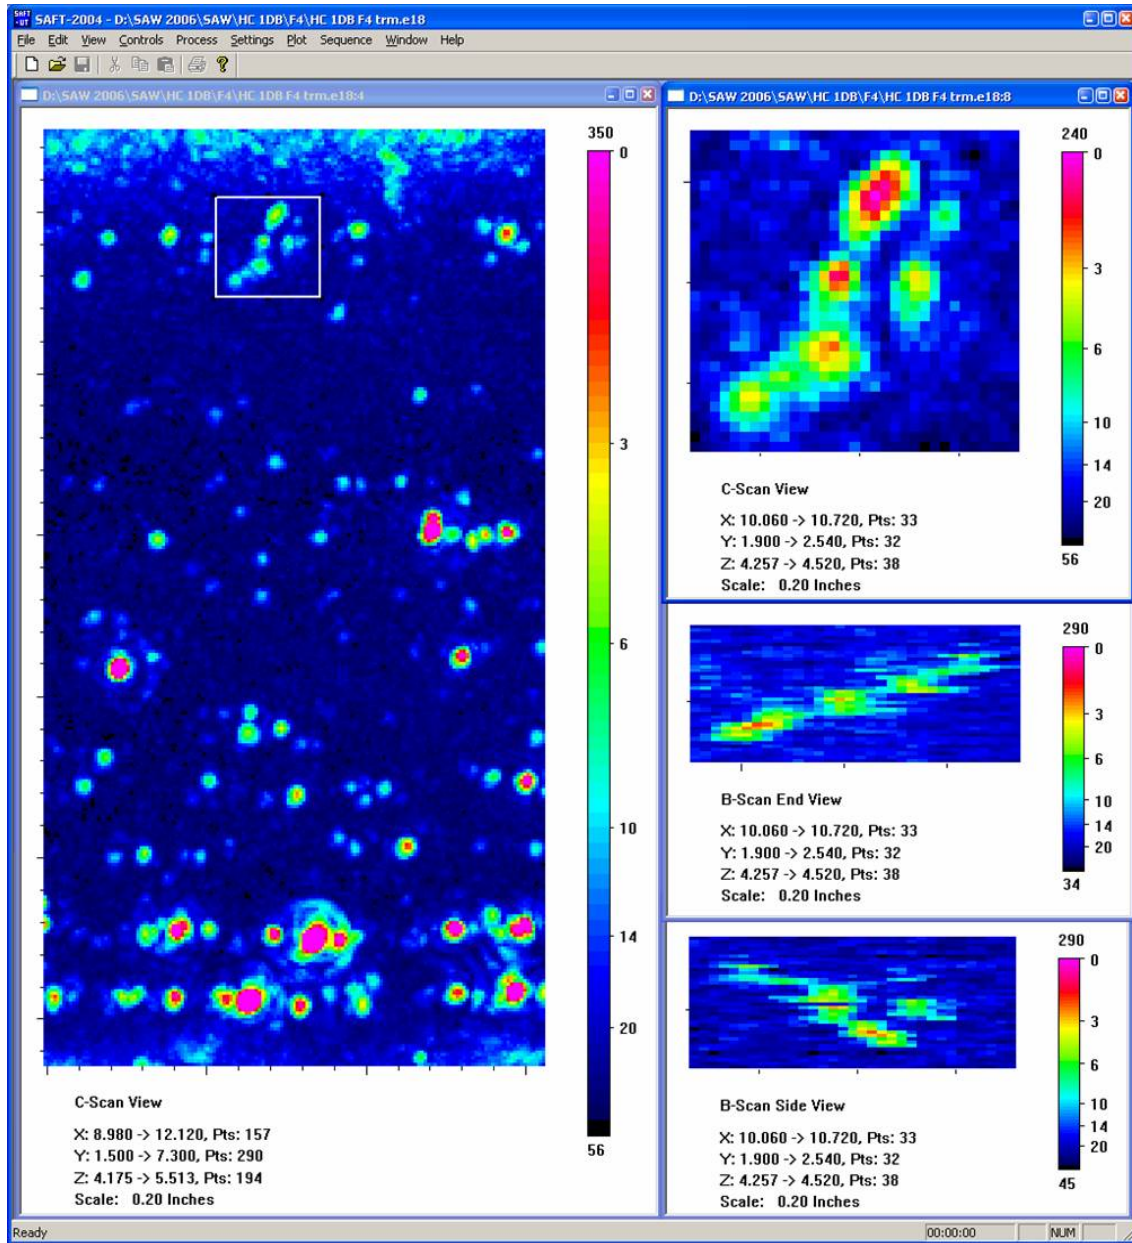 SAFT-UT SAFT-2004 - D:\SAW 2006\SAW\HC 1DB\F4\HC 1DB F4 trm.e18
File Edit View Controls Process Settings Plot Sequence Window Help
D:\SAW 2006\SAW\HC 1DB\F4\HC 1DB F4 trm.e18:4
350
0
3
6
10
14
20
56
C-Scan View
X: 8.980 -> 12.120, Pts: 157
Y: 1.500 -> 7.300, Pts: 290
Z: 4.175 -> 5.513, Pts: 194
Scale: 0.20 Inches
D:\SAW 2006\SAW\HC 1DB\F4\HC 1DB F4 trm.e18:8
240
0
3
6
10
14
20
56
C-Scan View
X: 10.060 -> 10.720, Pts: 33
Y: 1.900 -> 2.540, Pts: 32
Z: 4.257 -> 4.520, Pts: 38
Scale: 0.20 Inches
290
0
3
6
10
14
20
34
B-Scan End View
X: 10.060 -> 10.720, Pts: 33
Y: 1.900 -> 2.540, Pts: 32
Z: 4.257 -> 4.520, Pts: 38
Scale: 0.20 Inches
290
0
3
6
10
14
20
45
B-Scan Side View
X: 10.060 -> 10.720, Pts: 33
Y: 1.900 -> 2.540, Pts: 32
Z: 4.257 -> 4.520, Pts: 38
Scale: 0.20 Inches
Ready 00:00:00 NUM